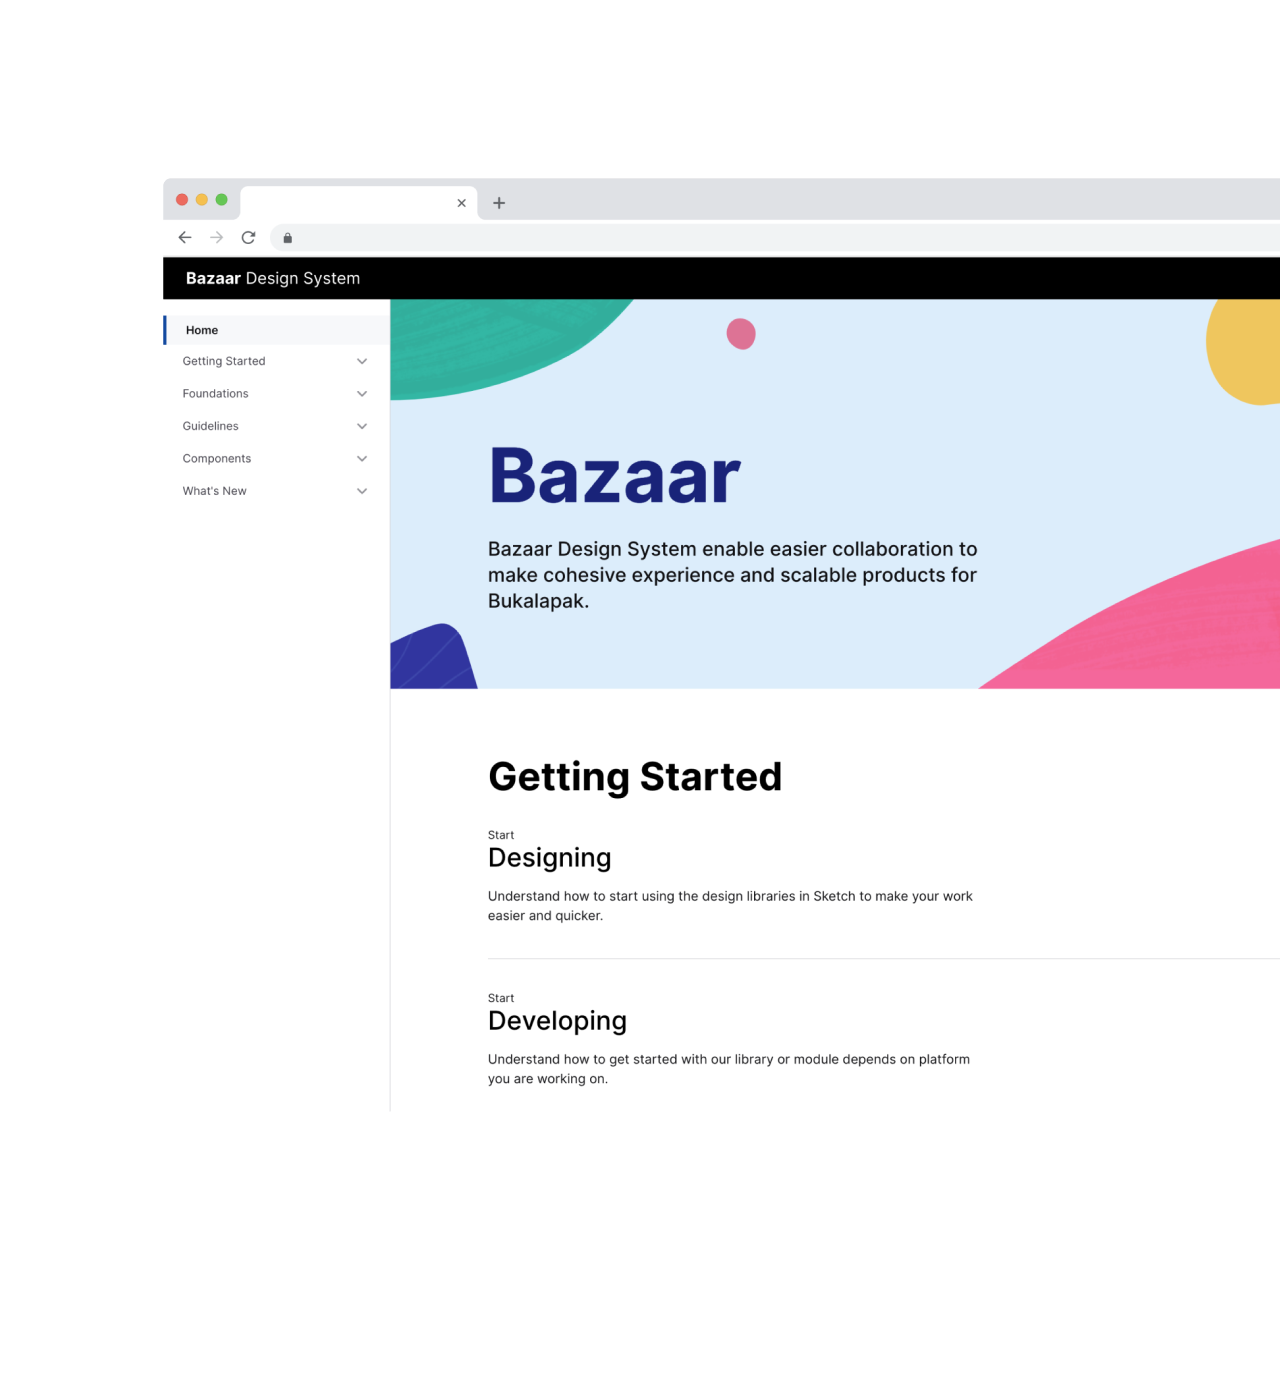 Bazaar Design System
Home
Getting Started
Foundations
Guidelines
Components
What's New
Bazaar
Bazaar Design System enable easier collaboration to
make cohesive experience and scalable products for
Bukalapak.
Getting Started
Start
Designing
Understand how to start using the design libraries in Sketch to make your work
easier and quicker.
Start
Developing
Understand how to get started with our library or module depends on platform
you are working on.